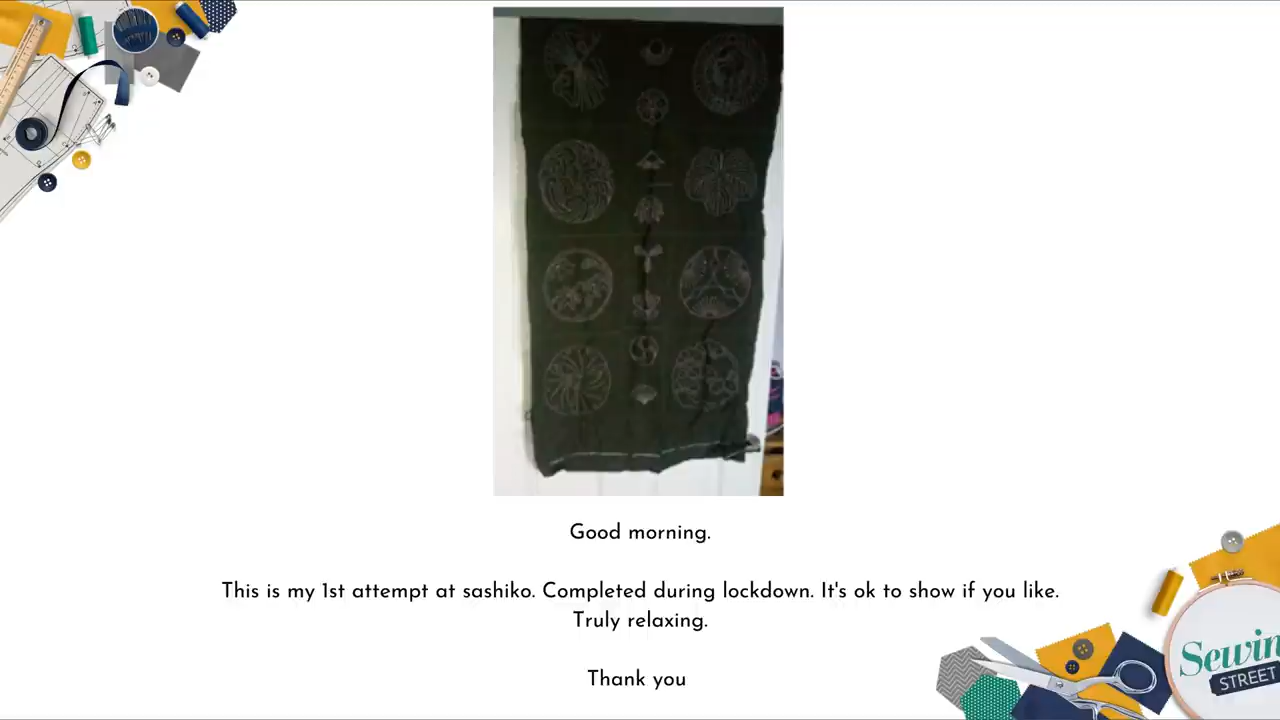 Good morning.
This is my 1st attempt at sashiko. Completed during lockdown. It's ok to show if you like.
Truly relaxing.
Thank you
Sewin
STREET